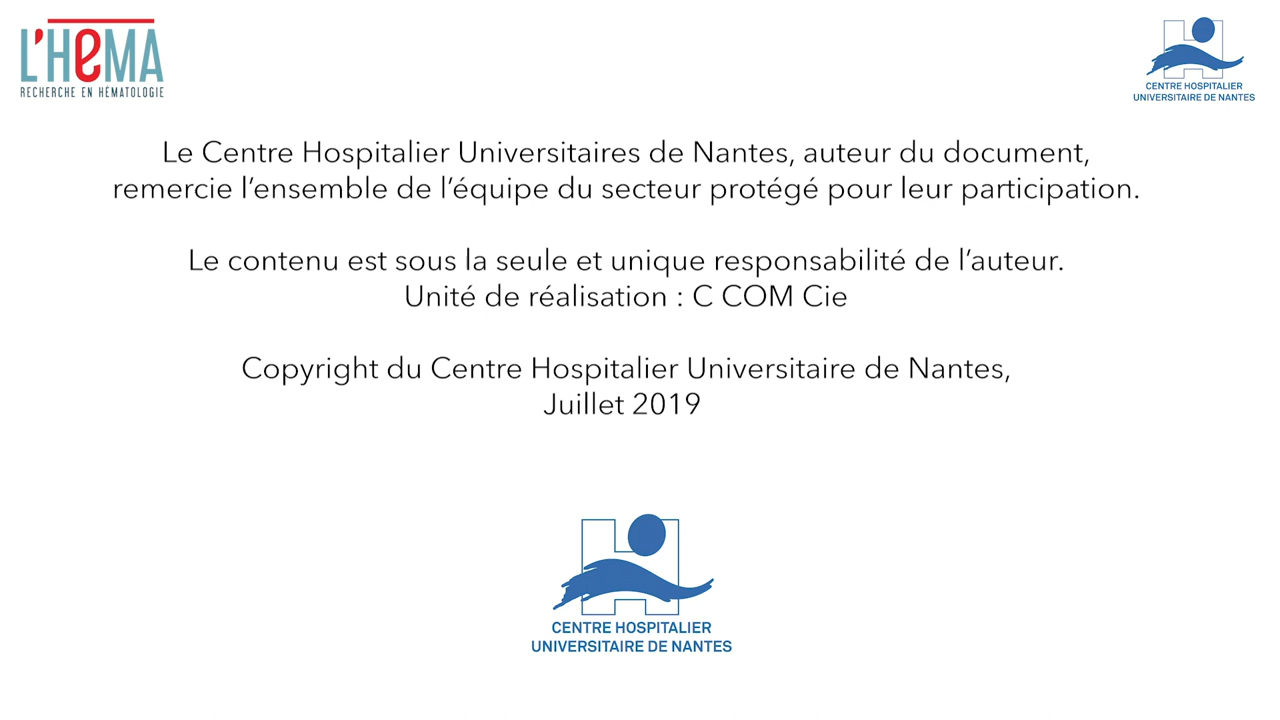 L'HeMA
RECHERCHE EN HÉMATOLOGIE
CENTRE HOSPITALIER
UNIVERSITAIRE DE NANTES
Le Centre Hospitalier Universitaires de Nantes, auteur du document,
remercie l’ensemble de l’équipe du secteur protégé pour leur participation.
Le contenu est sous la seule et unique responsabilité de l’auteur.
Unité de réalisation : C COM Cie
Copyright du Centre Hospitalier Universitaire de Nantes,
Juillet 2019
CENTRE HOSPITALIER
UNIVERSITAIRE DE NANTES